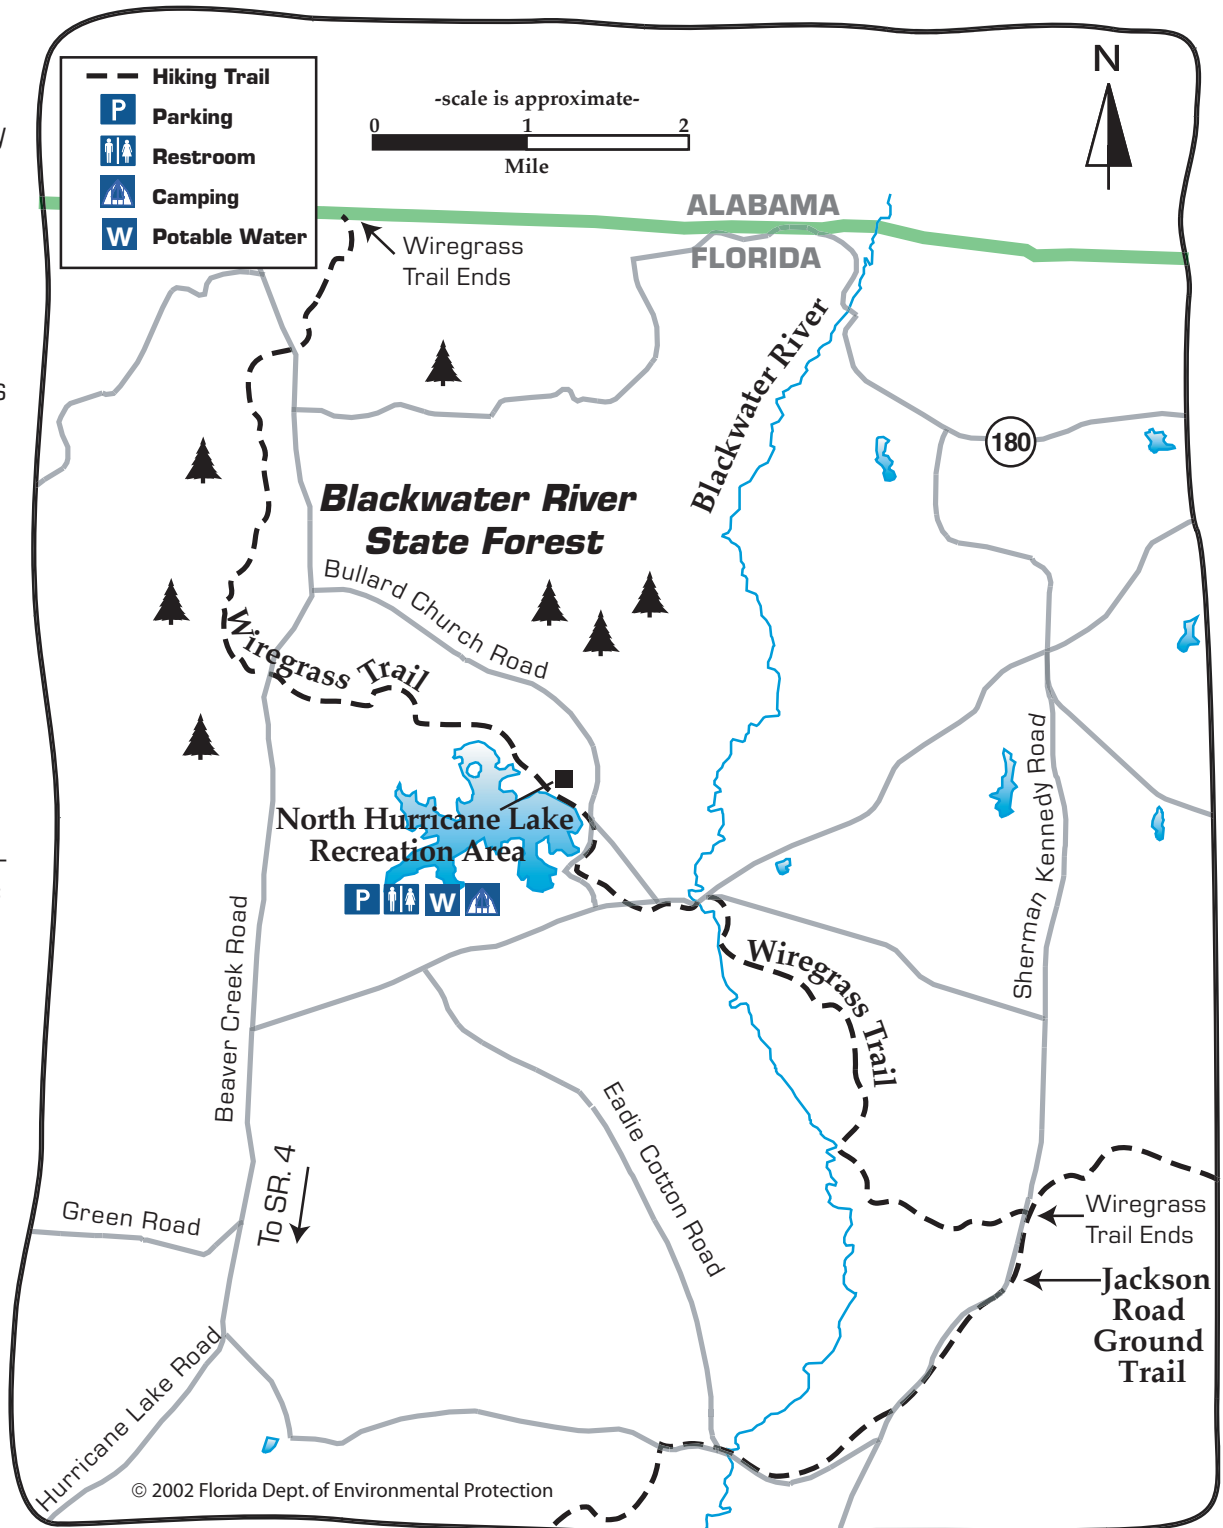 Hiking Trail
P
Parking
Restroom
Camping
W
Potable Water
-scale is approximate-
0 1 2
Mile
N
ALABAMA
FLORIDA
Wiregrass
Trail Ends
Blackwater River
180
Blackwater River
State Forest
Bullard Church Road
Wiregrass Trail
North Hurricane Lake
Recreation Area
P
W
Sherman Kennedy Road
Beaver Creek Road
Wiregrass Trail
Eadie Cotton Road
To SR. 4
Green Road
Wiregrass
Trail Ends
Jackson
Road
Ground
Trail
Hurricane Lake Road
© 2002 Florida Dept. of Environmental Protection